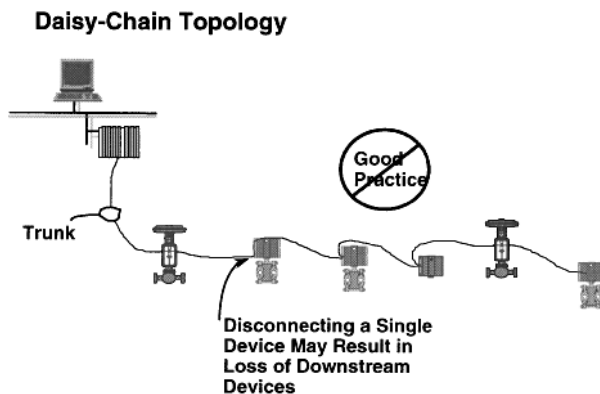 Daisy-Chain Topology
Good
Practice
Trunk
Disconnecting a Single
Device May Result in
Loss of Downstream
Devices